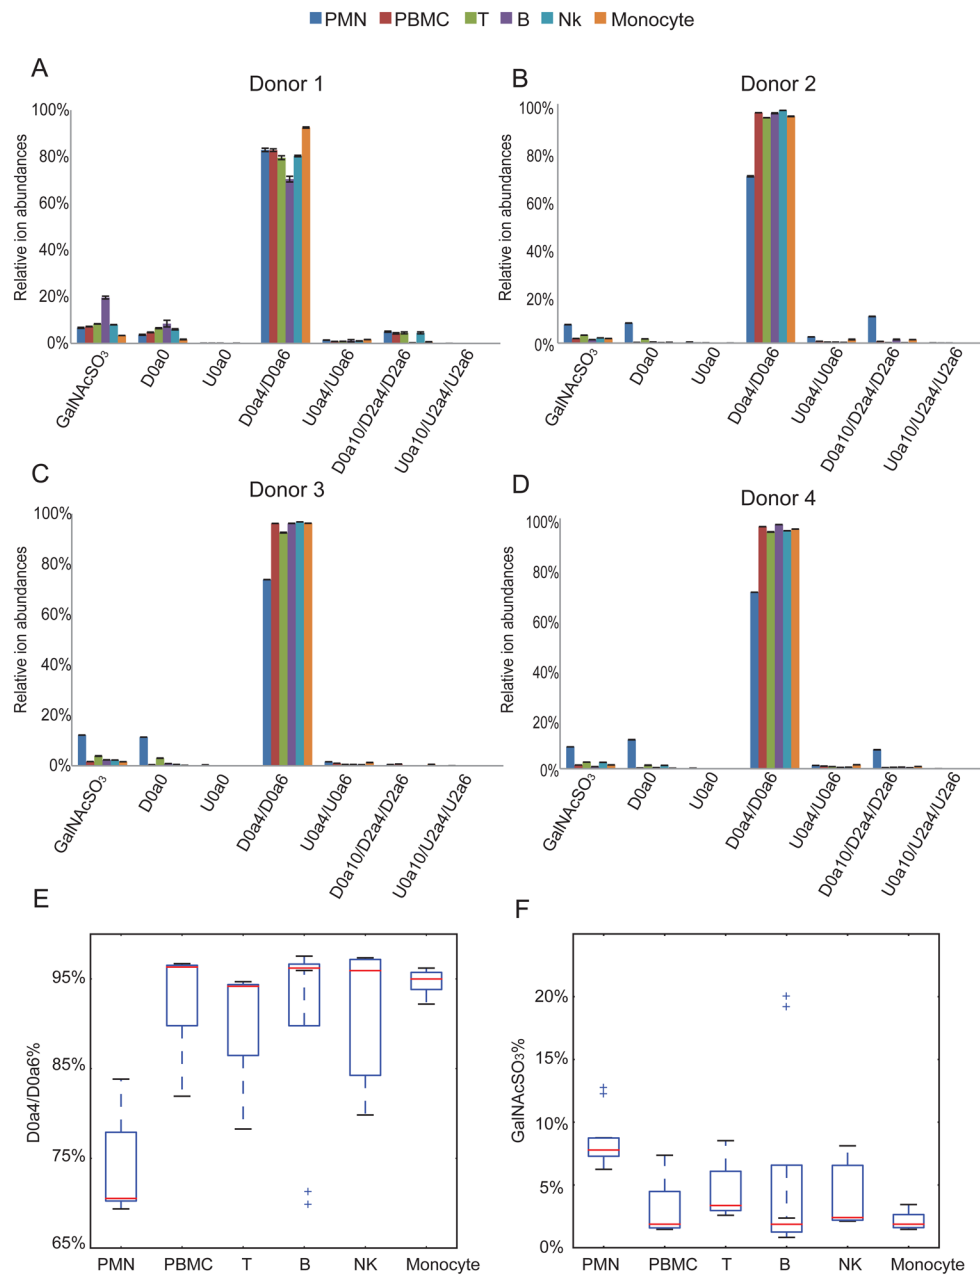 PMN PBMC T B Nk Monocyte
A
Donor 1
Relative ion abundances
100%
80%
60%
40%
20%
0%
GalNAcSO3
D0a0
U0a0
D0a4/D0a6
U0a4/U0a6
D0a10/D2a4/D2a6
U0a10/U2a4/U2a6
B
Donor 2
Relative ion abundances
100%
80%
60%
40%
20%
0%
GalNAcSO3
D0a0
U0a0
D0a4/D0a6
U0a4/U0a6
D0a10/D2a4/D2a6
U0a10/U2a4/U2a6
C
Donor 3
Relative ion abundances
100%
80%
60%
40%
20%
0%
GalNAcSO3
D0a0
U0a0
D0a4/D0a6
U0a4/U0a6
D0a10/D2a4/D2a6
U0a10/U2a4/U2a6
D
Donor 4
Relative ion abundances
100%
80%
60%
40%
20%
0%
GalNAcSO3
D0a0
U0a0
D0a4/D0a6
U0a4/U0a6
D0a10/D2a4/D2a6
U0a10/U2a4/U2a6
E
D0a4/D0a6%
95%
85%
75%
65%
PMN PBMC T B NK Monocyte
F
GalNAcSO3%
20%
15%
10%
5%
0%
PMN PBMC T B NK Monocyte